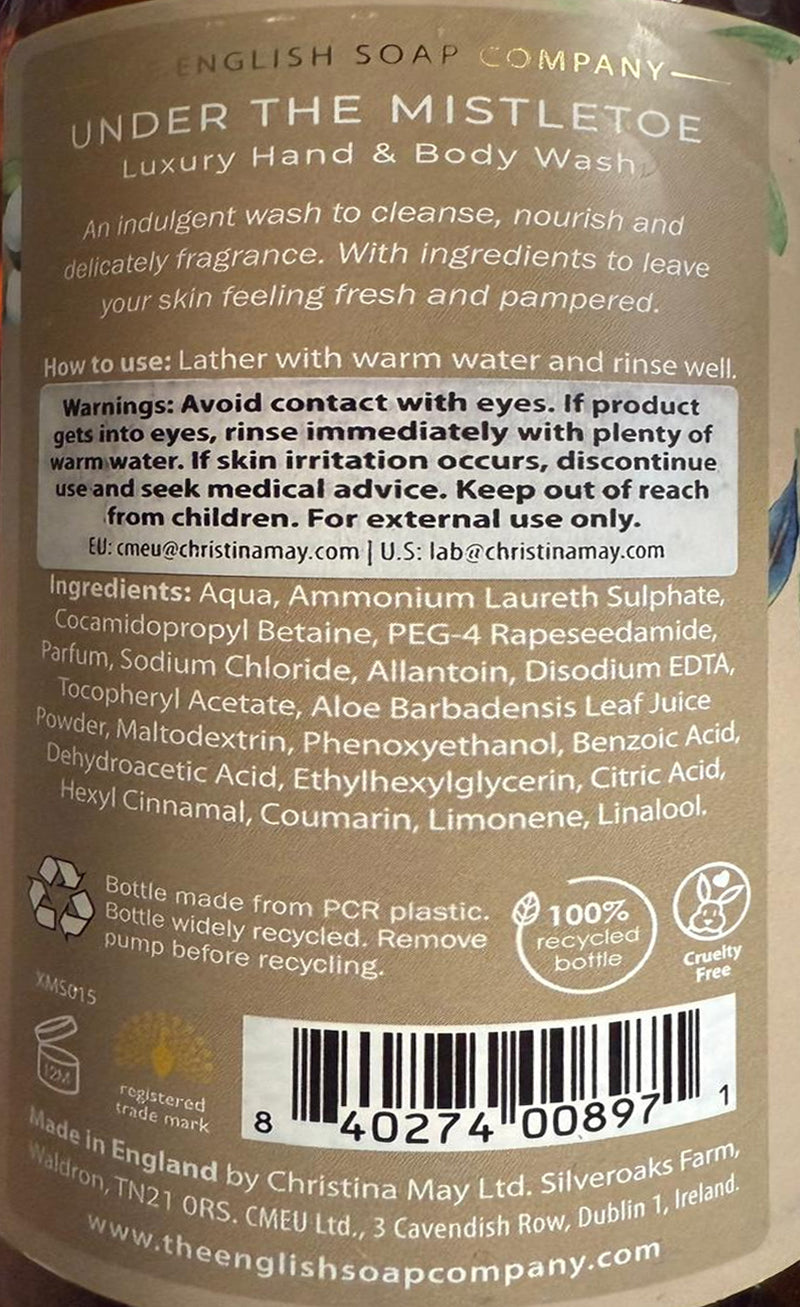 ENGLISH SOAP COMPANY
UNDER THE MISTLETOE
Luxury Hand & Body Wash
An indulgent wash to cleanse, nourish and
delicately fragrance. With ingredients to leave
your skin feeling fresh and pampered.
How to use: Lather with warm water and rinse well.
Warnings: Avoid contact with eyes. If product
gets into eyes, rinse immediately with plenty of
warm water. If skin irritation occurs, discontinue
use and seek medical advice. Keep out of reach
from children. For external use only.
EU: cmeu@christinamay.com | U.S: lab@christinamay.com
Ingredients: Aqua, Ammonium Laureth Sulphate,
Cocamidopropyl Betaine, PEG-4 Rapeseedamide,
Parfum, Sodium Chloride, Allantoin, Disodium EDTA,
Tocopheryl Acetate, Aloe Barbadensis Leaf Juice
Powder, Maltodextrin, Phenoxyethanol, Benzoic Acid,
Dehydroacetic Acid, Ethylhexylglycerin, Citric Acid,
Hexyl Cinnamal, Coumarin, Limonene, Linalool.
Bottle made from PCR plastic.
Bottle widely recycled. Remove
pump before recycling.
100%
recycled
bottle
Cruelty
Free
XMS015
12M
registered
trade mark
8 40274 00897 1
Made in England by Christina May Ltd. Silveroaks Farm,
Waldron, TN21 0RS. CMEU Ltd., 3 Cavendish Row, Dublin 1, Ireland.
www.theenglishsoapcompany.com